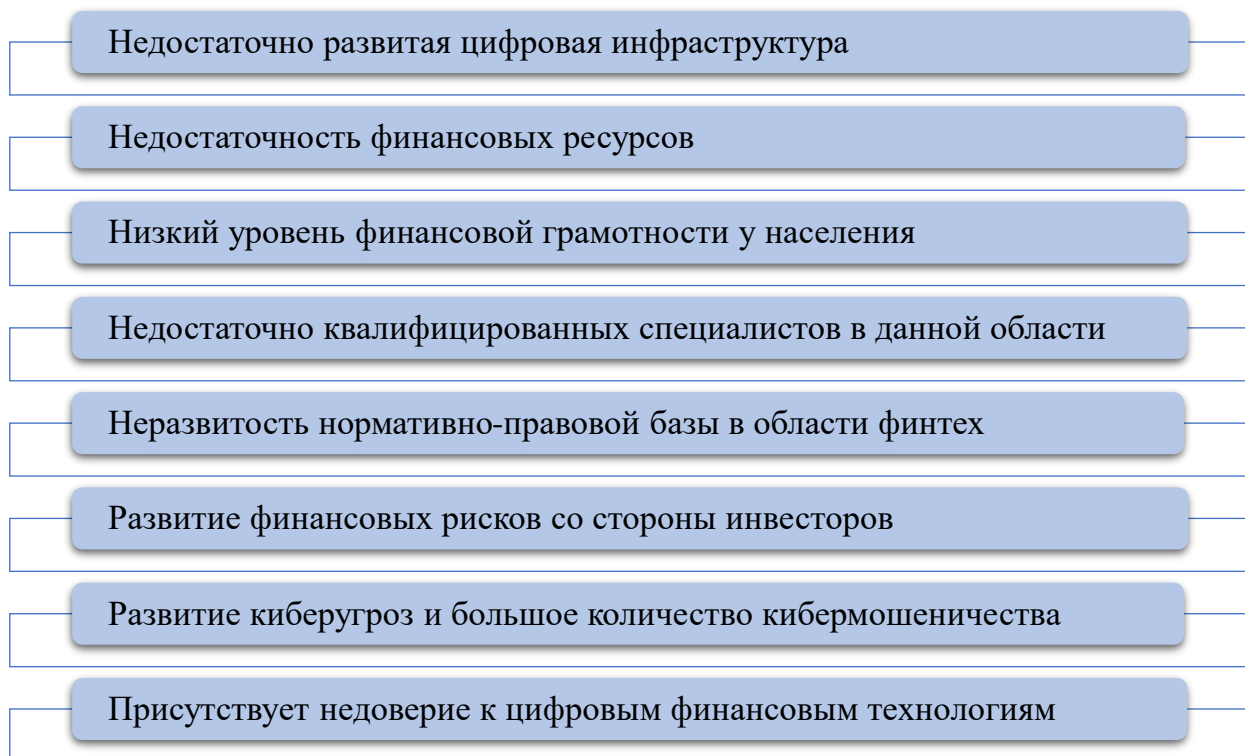 Недостаточно развитая цифровая инфраструктура
Недостаточность финансовых ресурсов
Низкий уровень финансовой грамотности у населения
Недостаточно квалифицированных специалистов в данной области
Неразвитость нормативно-правовой базы в области финтех
Развитие финансовых рисков со стороны инвесторов
Развитие киберугроз и большое количество кибермошеничества
Присутствует недоверие к цифровым финансовым технологиям